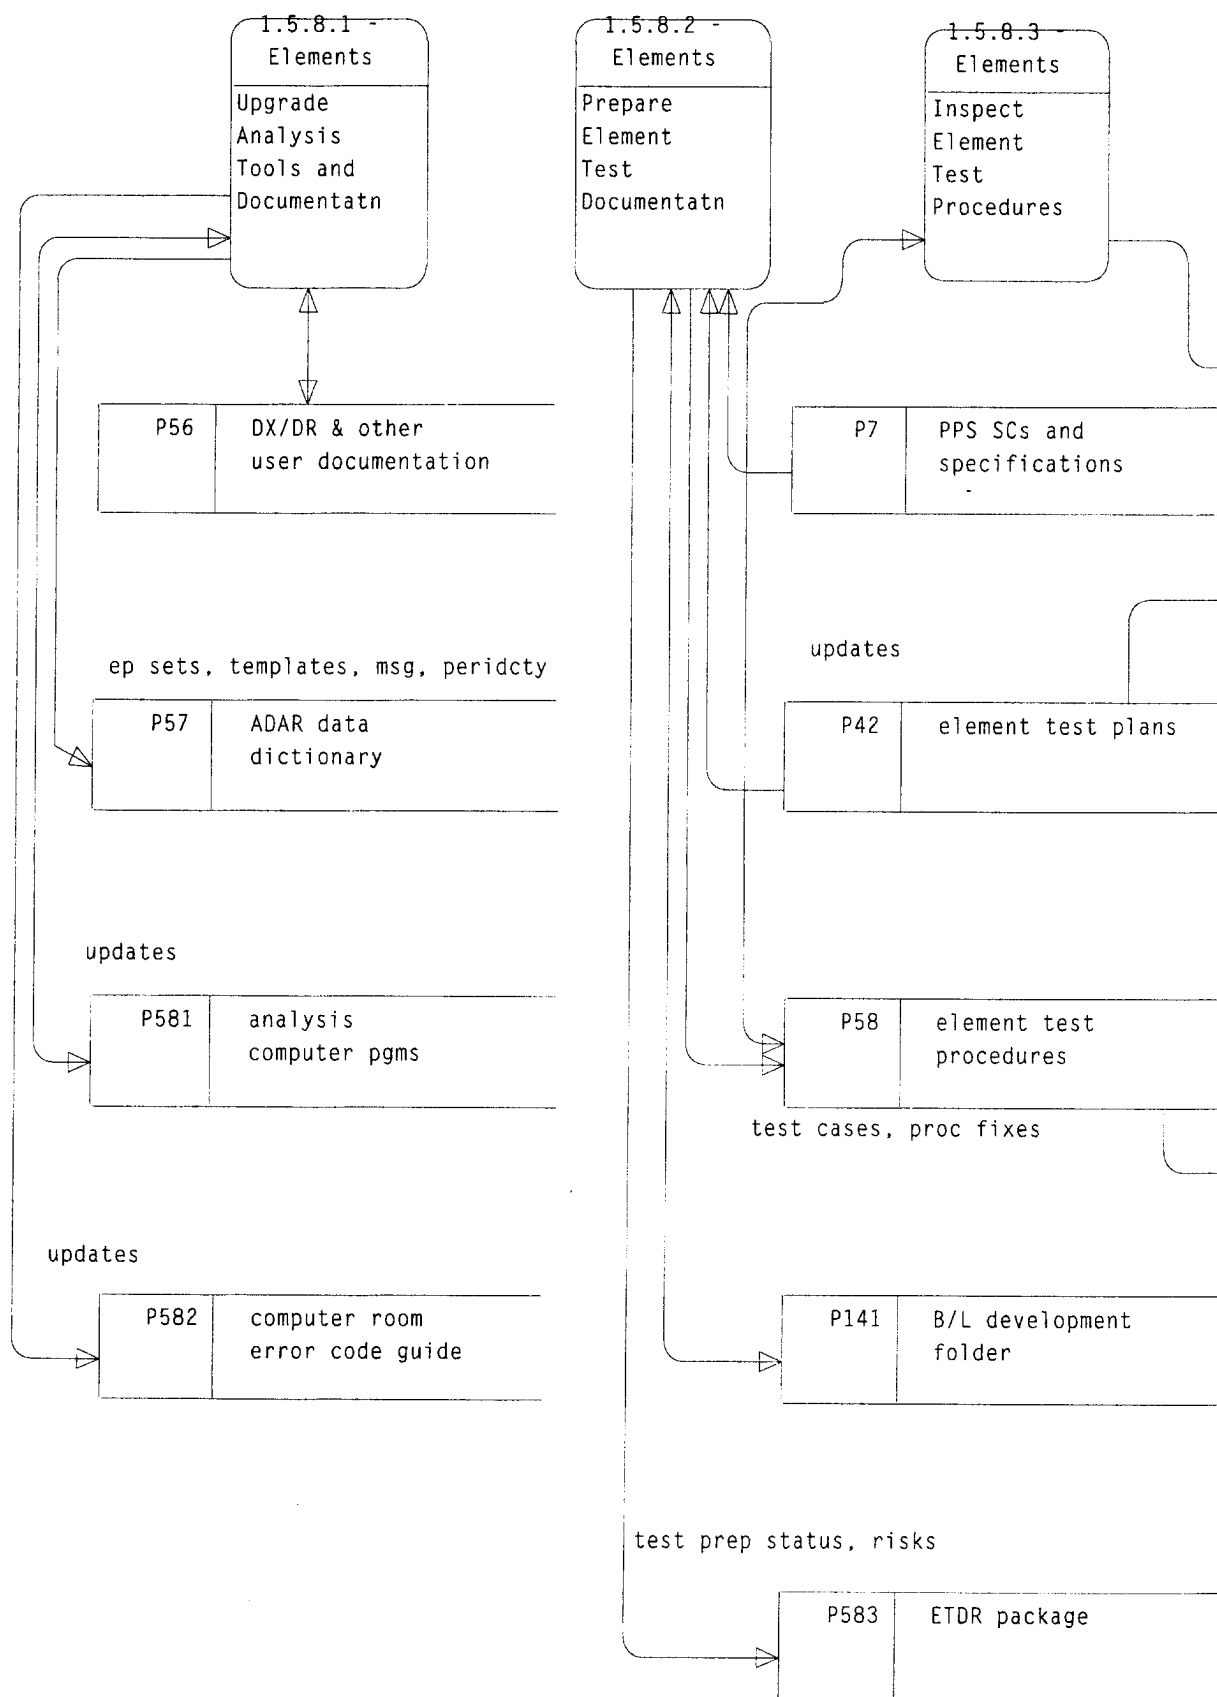 1.5.8.1 -
Elements
Upgrade
Analysis
Tools and
Documentatn
1.5.8.2 -
Elements
Prepare
Element
Test
Documentatn
1.5.8.3 -
Elements
Inspect
Element
Test
Procedures
P56
DX/DR & other
user documentation
P7
PPS SCs and
specifications
ep sets, templates, msg, peridcty
P57
ADAR data
dictionary
updates
P42
element test plans
updates
P581
analysis
computer pgms
P58
element test
procedures
test cases, proc fixes
updates
P582
computer room
error code guide
P141
B/L development
folder
test prep status, risks
P583
ETDR package